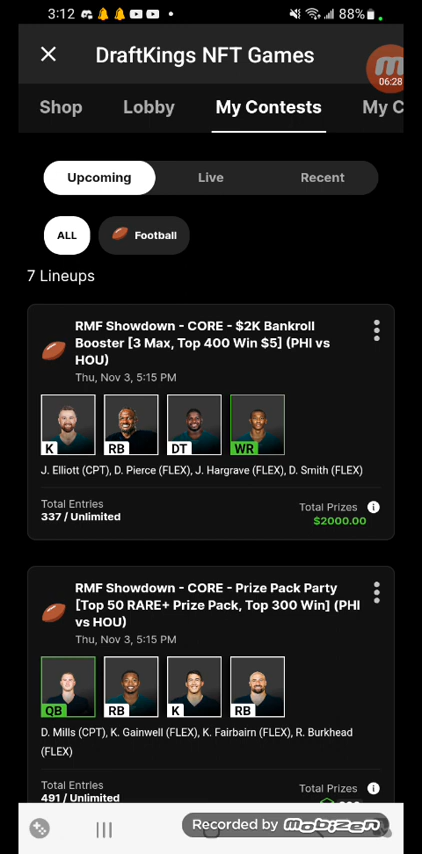 3:12
88%
DraftKings NFT Games
06:28
Shop Lobby My Contests My C
Upcoming Live Recent
ALL Football
7 Lineups
RMF Showdown - CORE - $2K Bankroll
Booster [3 Max, Top 400 Win $5] (PHI vs
HOU)
Thu, Nov 3, 5:15 PM
K RB DT WR
J. Elliott (CPT), D. Pierce (FLEX), J. Hargrave (FLEX), D. Smith (FLEX)
Total Entries
337 / Unlimited
Total Prizes
$2000.00
RMF Showdown - CORE - Prize Pack Party
[Top 50 RARE+ Prize Pack, Top 300 Win] (PHI
vs HOU)
Thu, Nov 3, 5:15 PM
QB RB K RB
D. Mills (CPT), K. Gainwell (FLEX), K. Fairbairn (FLEX), R. Burkhead
(FLEX)
Total Entries
491 / Unlimited
Total Prizes
Recorded by mobizen